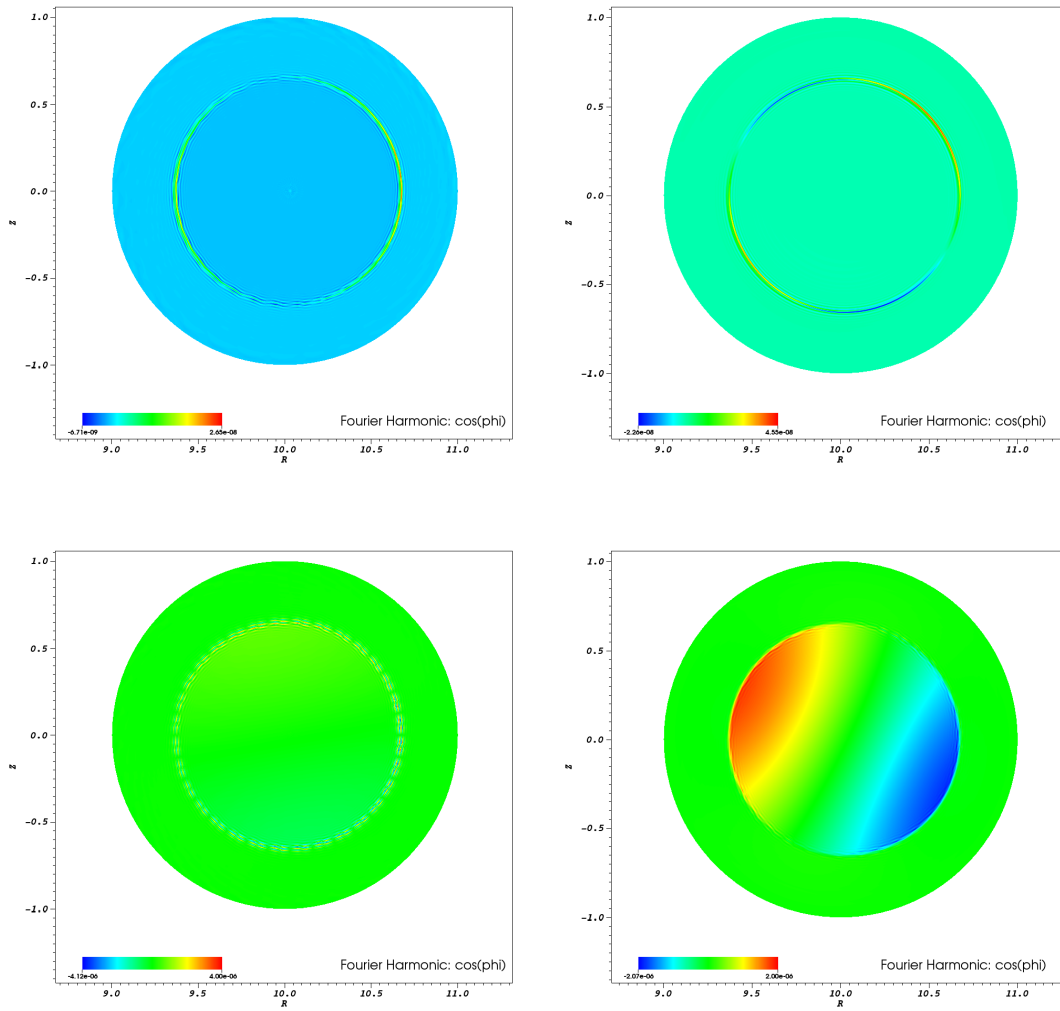 1.0
0.5
0.0
-0.5
-1.0
Z
-6.71e-09
2.65e-08
Fourier Harmonic: cos(phi)
9.0
9.5
10.0
10.5
11.0
R
1.0
0.5
0.0
-0.5
-1.0
Z
-2.26e-08
4.55e-08
Fourier Harmonic: cos(phi)
9.0
9.5
10.0
10.5
11.0
R
1.0
0.5
0.0
-0.5
-1.0
Z
-4.12e-06
4.00e-06
Fourier Harmonic: cos(phi)
9.0
9.5
10.0
10.5
11.0
R
1.0
0.5
0.0
-0.5
-1.0
Z
-2.07e-06
2.00e-06
Fourier Harmonic: cos(phi)
9.0
9.5
10.0
10.5
11.0
R